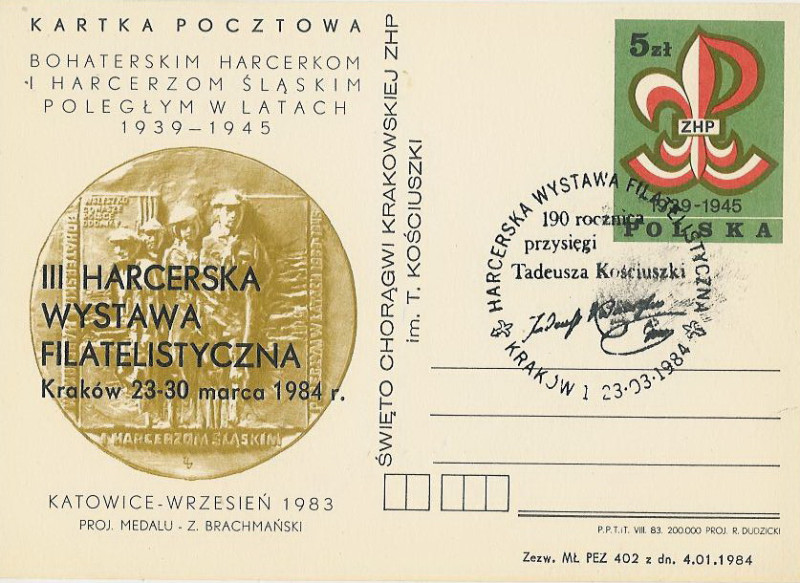 KARTKA POCZTOWA
BOHATERSKIM HARCERKOM
I HARCERZOM ŚLĄSKIM
POLEGŁYM W LATACH
1939-1945
III HARCERSKA
WYSTAWA
FILATELISTYCZNA
Kraków 23-30 marca 1984 r.
I HARCERZOM ŚLĄSKIM
KATOWICE-WRZESIEŃ 1983
PROJ. MEDALU - Z. BRACHMAŃSKI
ŚWIĘTO CHORĄGWI KRAKOWSKIEJ ZHP
im. T. KOŚCIUSZKI
5 zł
ZHP
1939-1945
POLSKA
HARCERSKA WYSTAWA FILATELISTYCZNA
190 rocznica
przysięgi
Tadeusza Kościuszki
KRAKÓW 1 23-03-1984
P.P.T.iT. VIII. 83. 200.000 PROJ. R. DUDZICKI
Zezw. MŁ PEZ 402 z dn. 4.01.1984